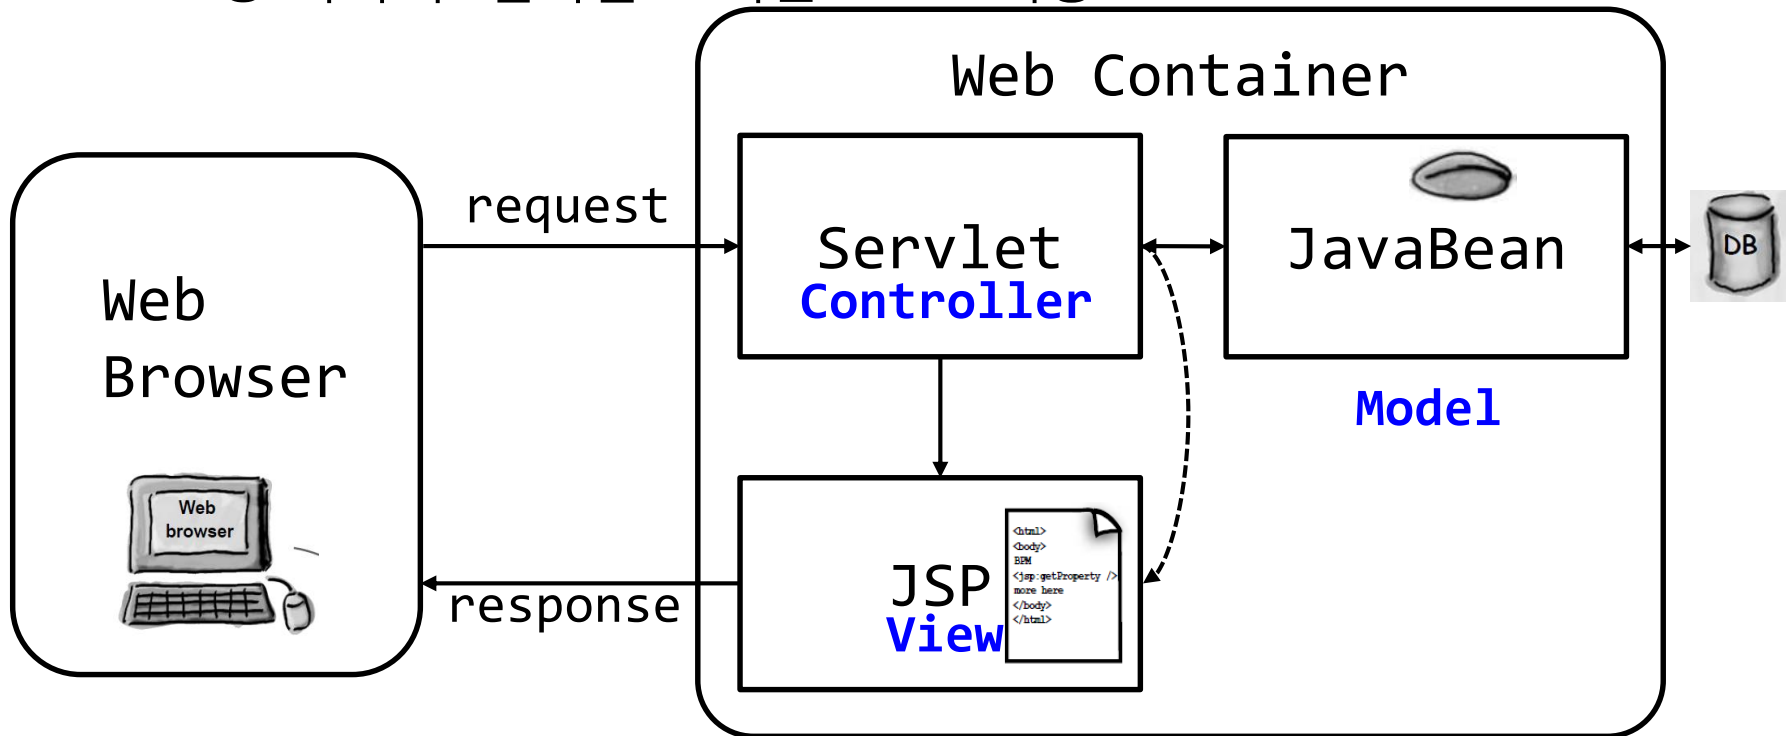 Web Container
request
Servlet
Controller
JavaBean
DB
Web
Browser
Model
Web
browser
response
JSP
View
<html>
<body>
BPM
<jsp:getProperty />
more here
</body>
</html>